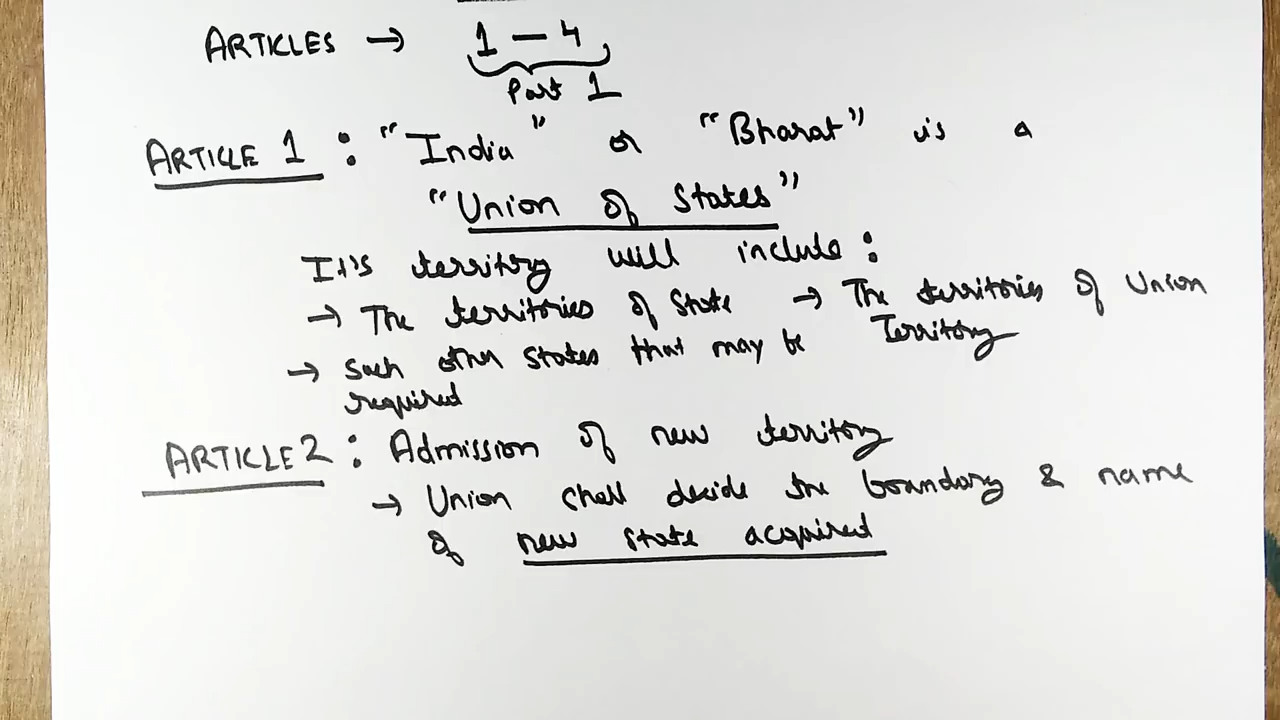 ARTICLES → 1 – 4
Part 1
ARTICLE 1 : "India" or "Bharat" is a
"Union of States"
It's territory will include :
→ The territories of State → The territories of Union
Territory
→ Such other states that may be
required
ARTICLE 2 : Admission of new territory
→ Union shall decide the boundary & name
of new state acquired